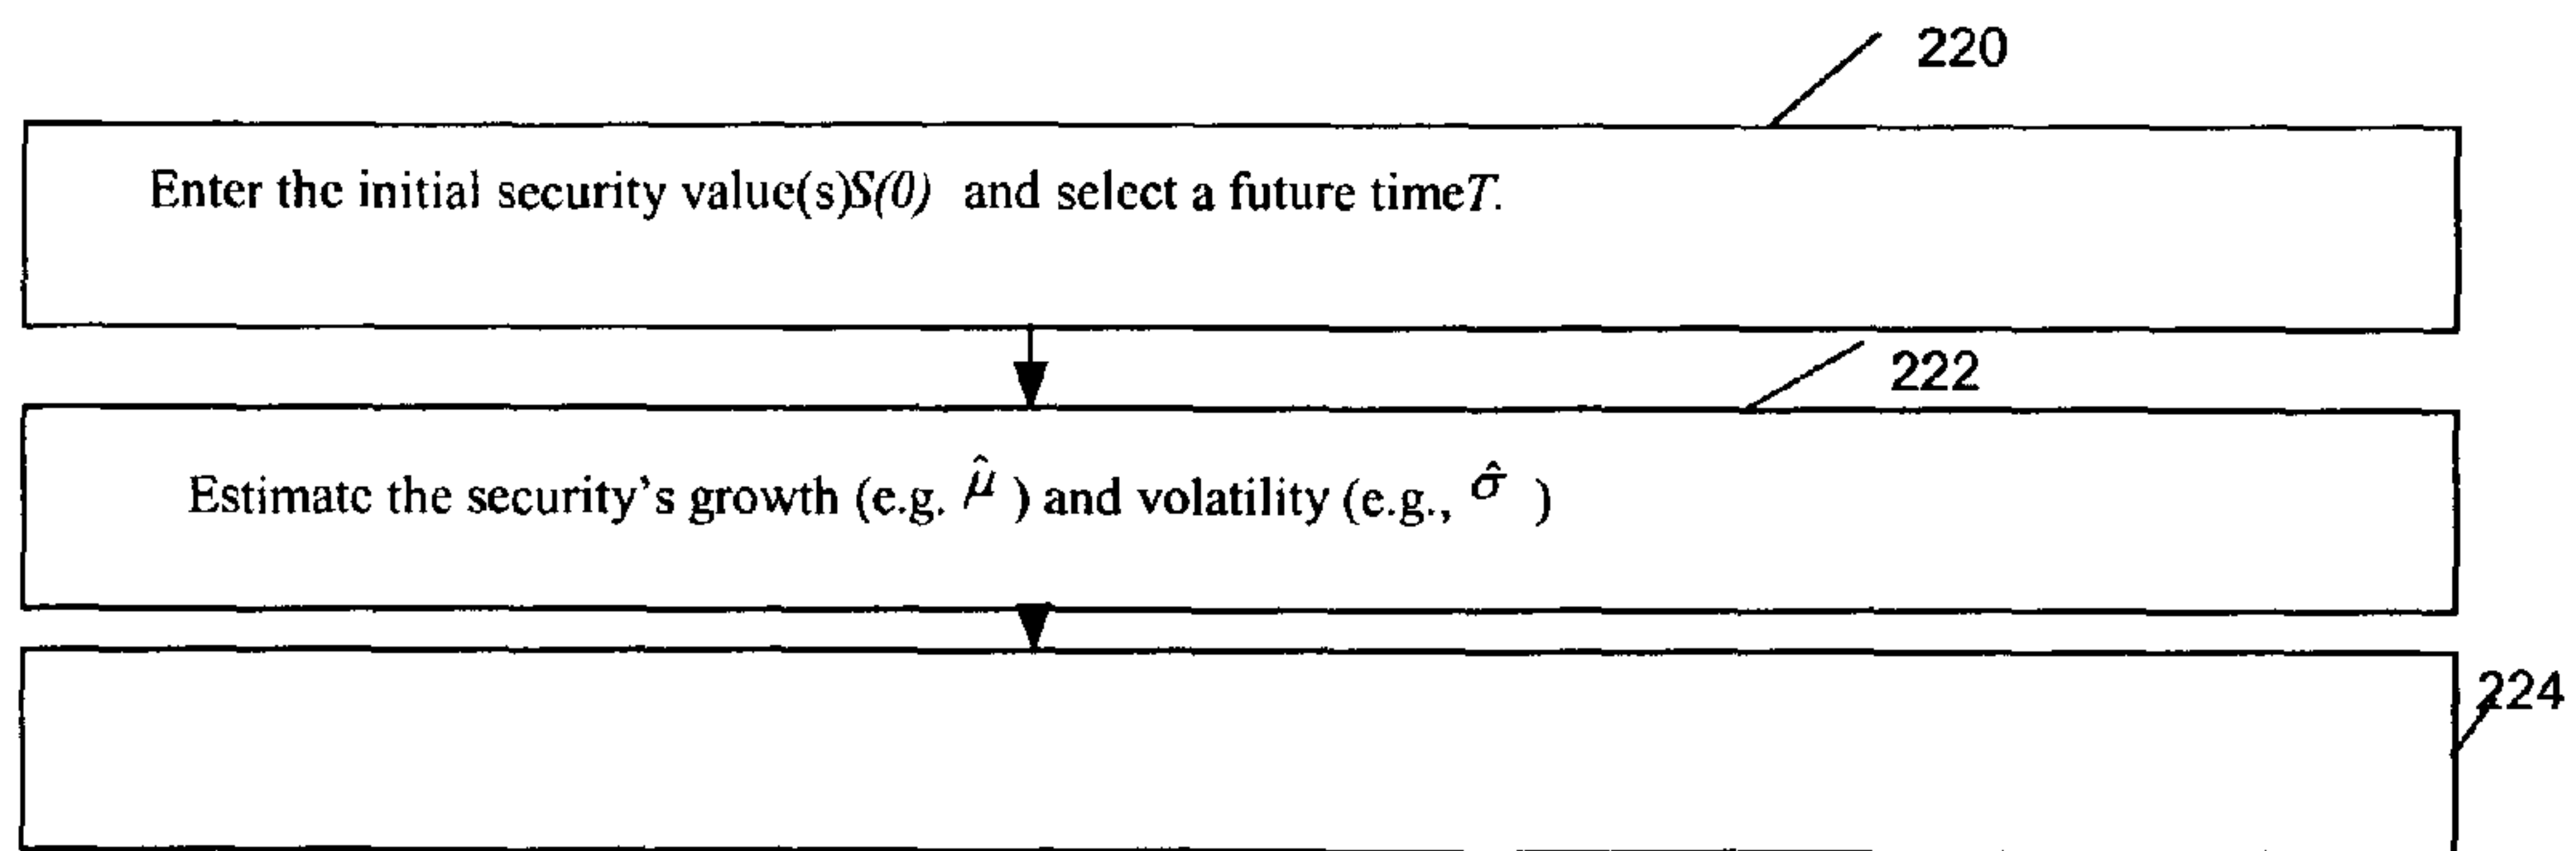 220
Enter the initial security value(s)S(0) and select a future timeT.
222
Estimate the security's growth (e.g. μ̂ ) and volatility (e.g., σ̂ )
224